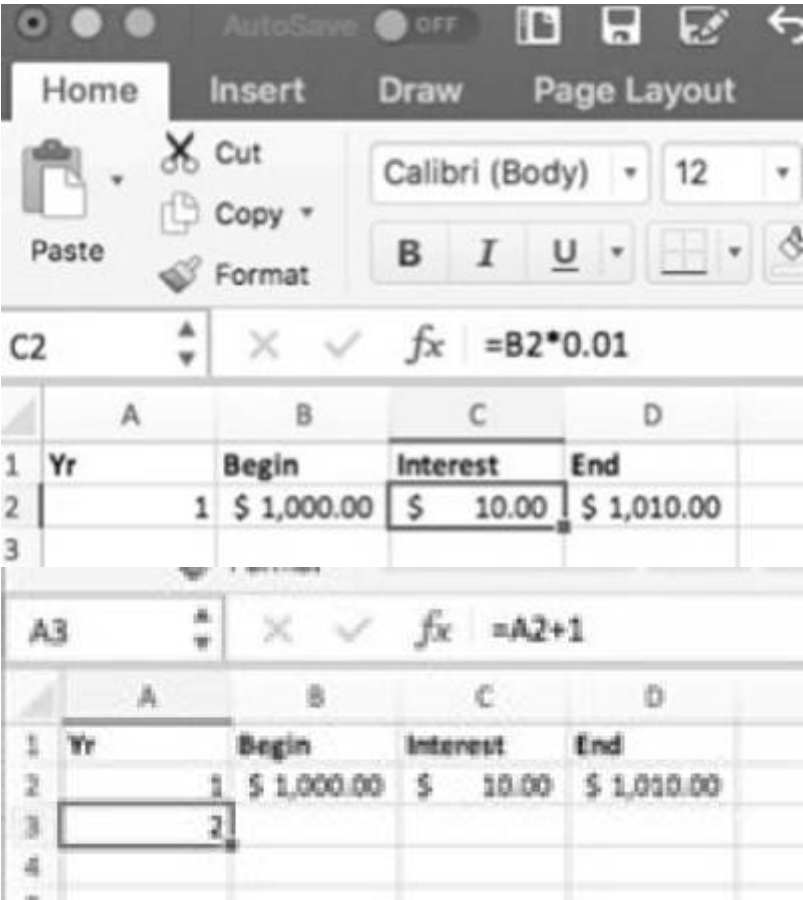 AutoSave OFF
Home Insert Draw Page Layout
Cut
Calibri (Body) 12
Copy
Paste
B I U
Format
C2 fx =B2*0.01
A B C D
1 Yr Begin Interest End
2 1 $ 1,000.00 $ 10.00 $ 1,010.00
3
A3 fx =A2+1
A B C D
1 Yr Begin Interest End
2 1 $ 1,000.00 $ 10.00 $ 1,010.00
3 2
4